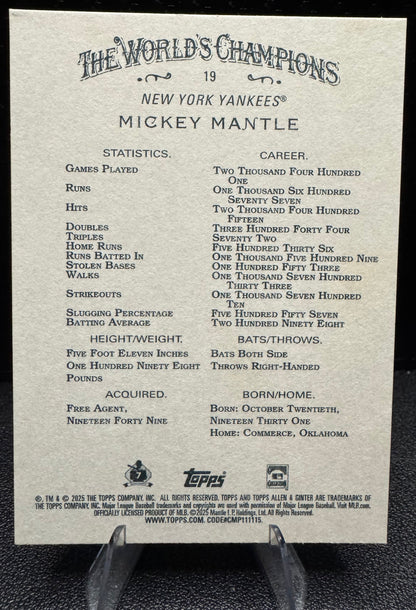 THE WORLD'S CHAMPIONS
19
NEW YORK YANKEES®
MICKEY MANTLE
STATISTICS. CAREER.
GAMES PLAYED TWO THOUSAND FOUR HUNDRED
ONE
RUNS ONE THOUSAND SIX HUNDRED
SEVENTY SEVEN
HITS TWO THOUSAND FOUR HUNDRED
FIFTEEN
DOUBLES THREE HUNDRED FORTY FOUR
TRIPLES SEVENTY TWO
HOME RUNS FIVE HUNDRED THIRTY SIX
RUNS BATTED IN ONE THOUSAND FIVE HUNDRED NINE
STOLEN BASES ONE HUNDRED FIFTY THREE
WALKS ONE THOUSAND SEVEN HUNDRED
THIRTY THREE
STRIKEOUTS ONE THOUSAND SEVEN HUNDRED
TEN
SLUGGING PERCENTAGE FIVE HUNDRED FIFTY SEVEN
BATTING AVERAGE TWO HUNDRED NINETY EIGHT
HEIGHT/WEIGHT. BATS/THROWS.
FIVE FOOT ELEVEN INCHES BATS BOTH SIDE
ONE HUNDRED NINETY EIGHT THROWS RIGHT-HANDED
POUNDS
ACQUIRED. BORN/HOME.
FREE AGENT, BORN: OCTOBER TWENTIETH,
NINETEEN FORTY NINE NINETEEN THIRTY ONE
HOME: COMMERCE, OKLAHOMA
7 topps
®, TM & © 2025 THE TOPPS COMPANY, INC. ALL RIGHTS RESERVED. TOPPS AND TOPPS ALLEN & GINTER ARE TRADEMARKS OF
THE TOPPS COMPANY, INC. Major League Baseball trademarks and copyrights are used with permission of Major League Baseball. Visit MLB.com.
OFFICIALLY LICENSED PRODUCT OF MLB. ©2025 Mantle I. P. Holdings, Ltd. All Rights Reserved
WWW.TOPPS.COM. CODE#CMP111115.